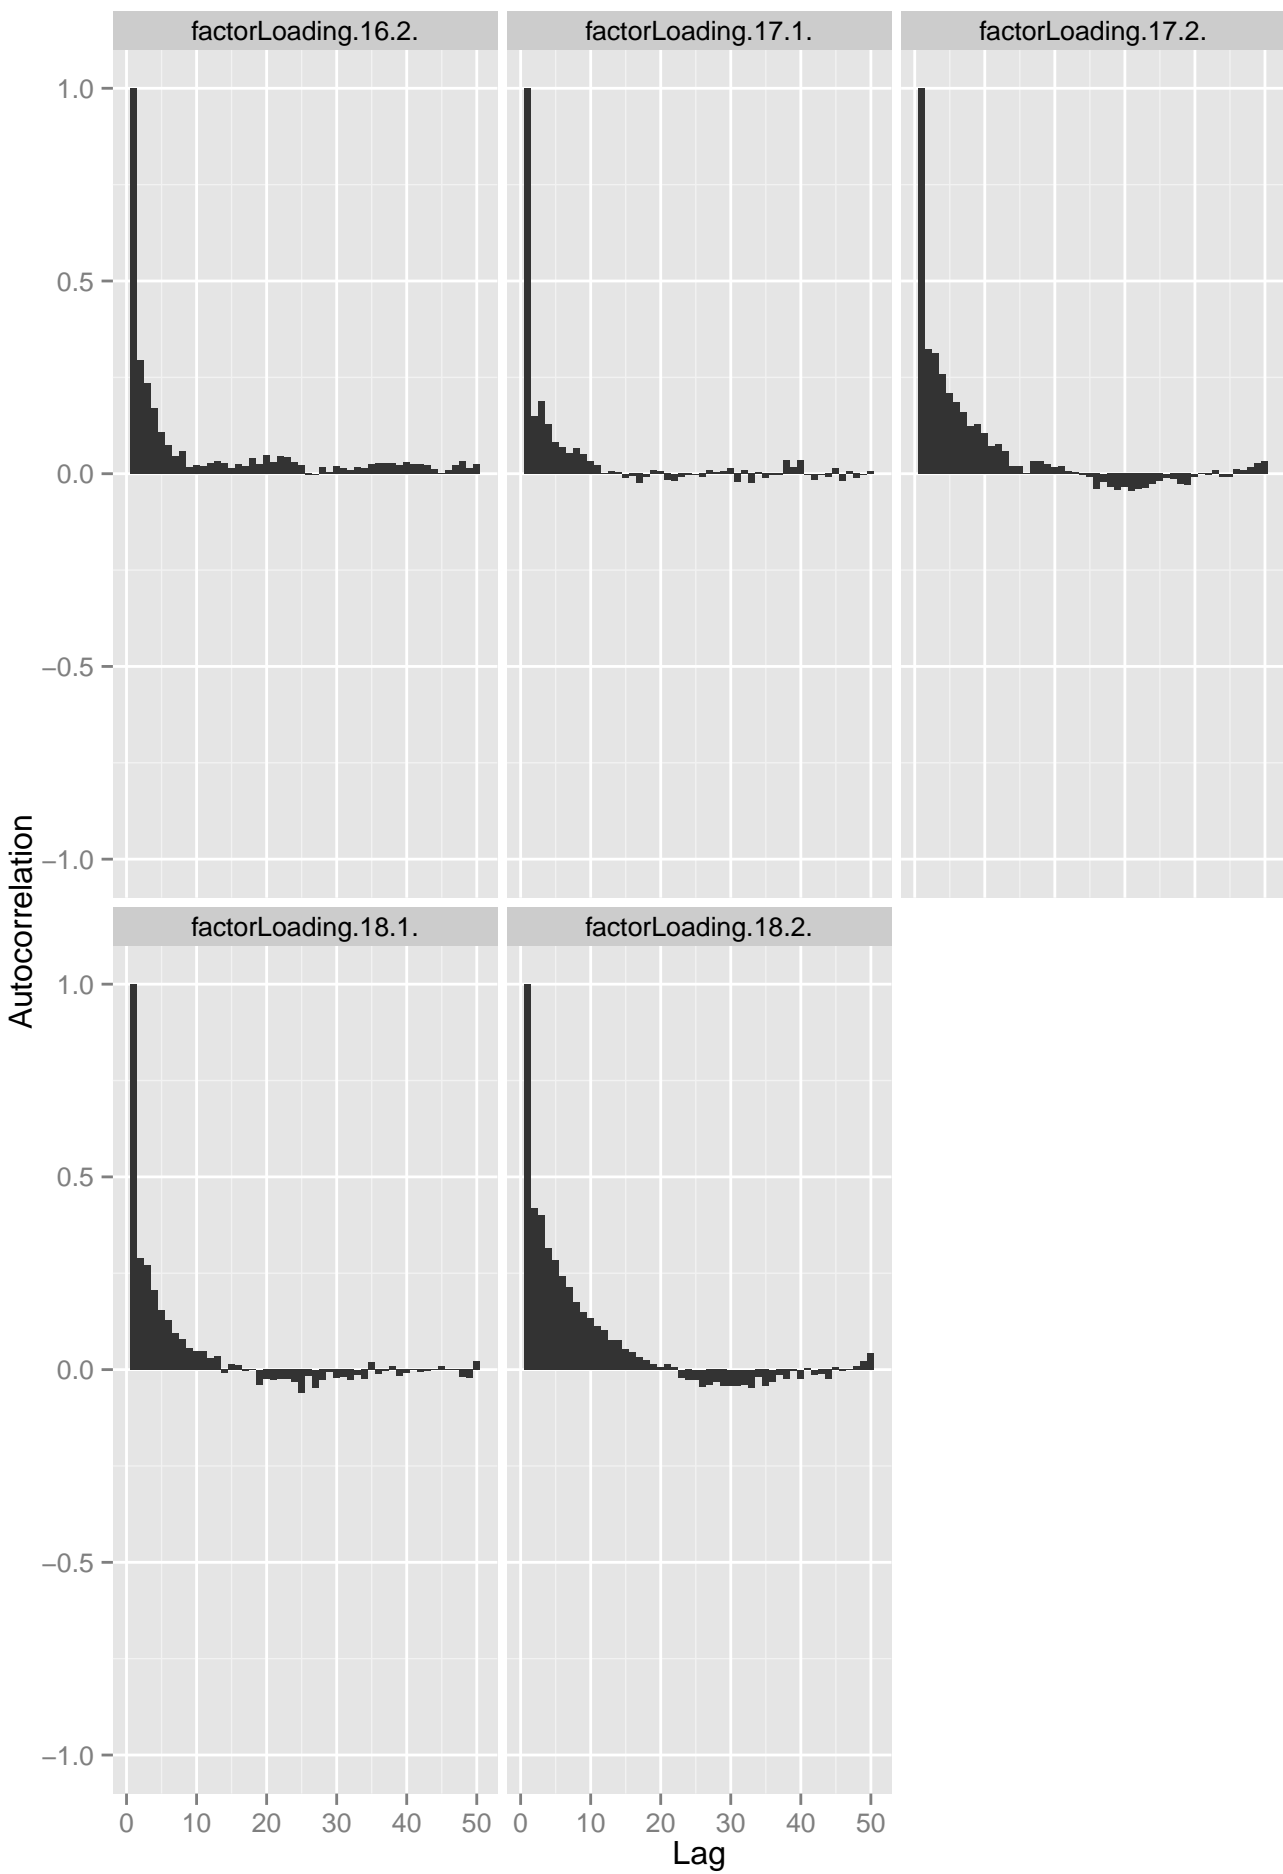 factorLoading.16.2. factorLoading.17.1. factorLoading.17.2.
1.0
0.5
0.0
−0.5
−1.0
Autocorrelation
factorLoading.18.1. factorLoading.18.2.
1.0
0.5
0.0
−0.5
−1.0
0 10 20 30 40 50 0 10 20 30 40 50
Lag